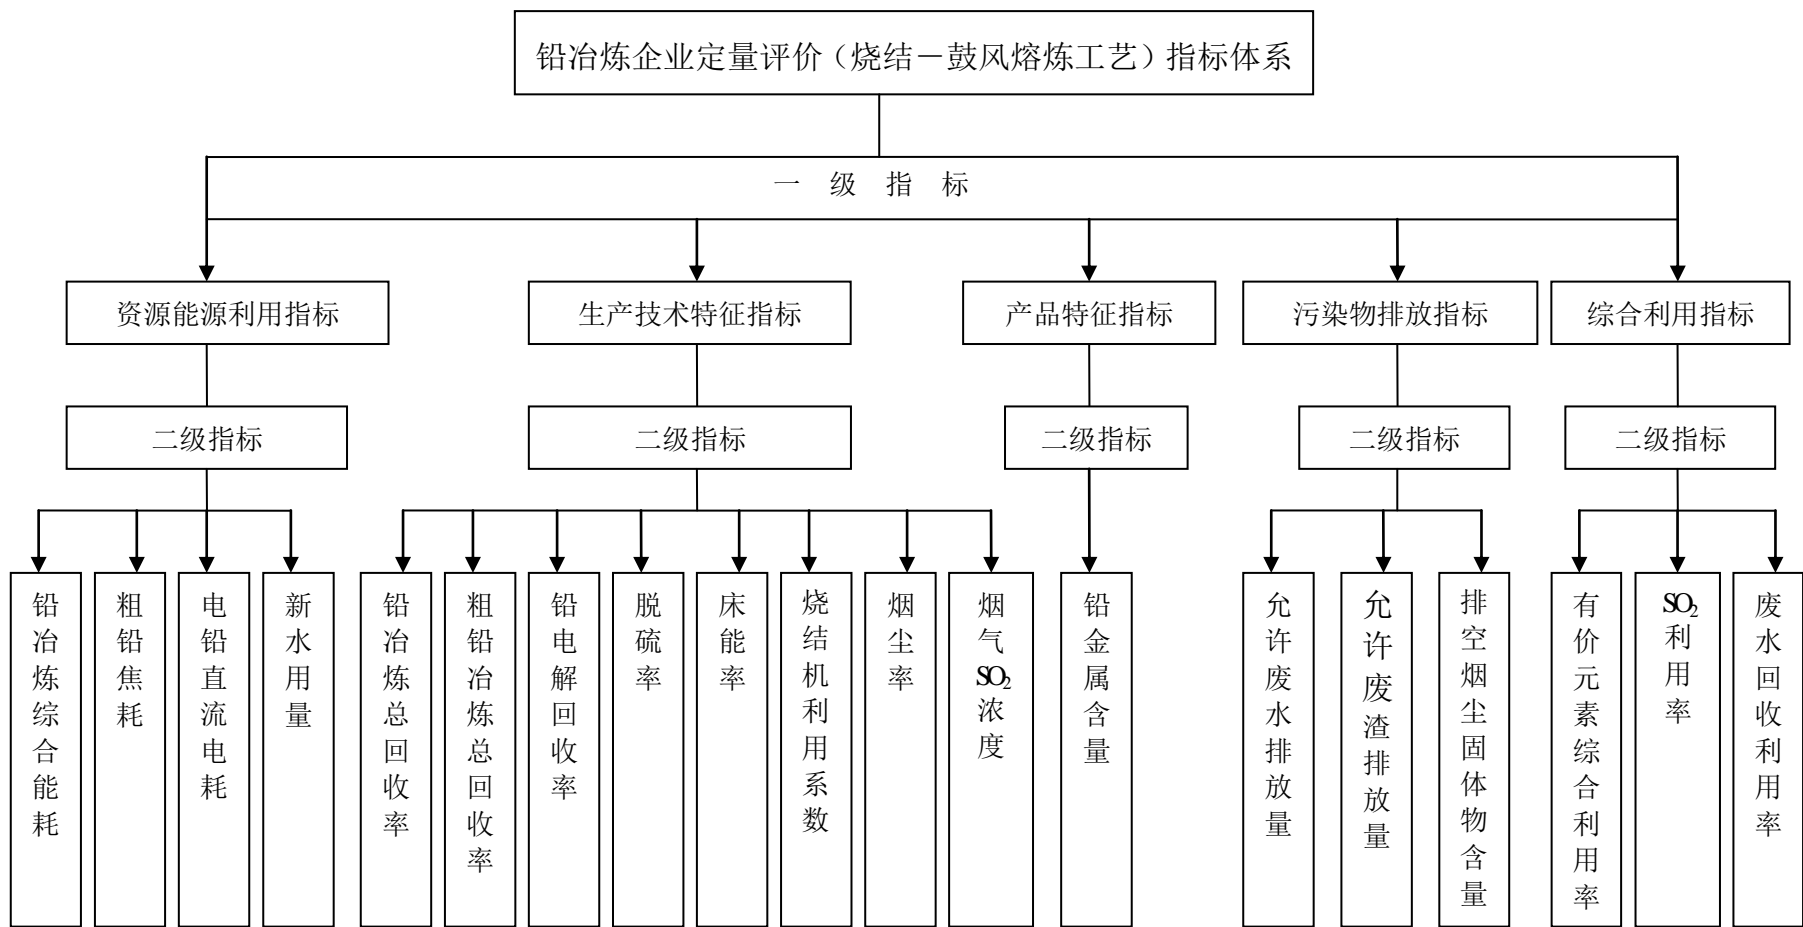 铅冶炼企业定量评价（烧结－鼓风熔炼工艺）指标体系
一 级 指 标
资源能源利用指标
生产技术特征指标
产品特征指标
污染物排放指标
综合利用指标
二级指标
二级指标
二级指标
二级指标
二级指标
铅冶炼综合能耗
粗铅焦耗
电铅直流电耗
新水用量
铅冶炼总回收率
粗铅冶炼总回收率
铅电解回收率
脱硫率
床能率
烧结机利用系数
烟尘率
烟气SO₂浓度
铅金属含量
允许废水排放量
允许废渣排放量
排空烟尘固体物含量
有价元素综合利用率
SO₂利用率
废水回收利用率